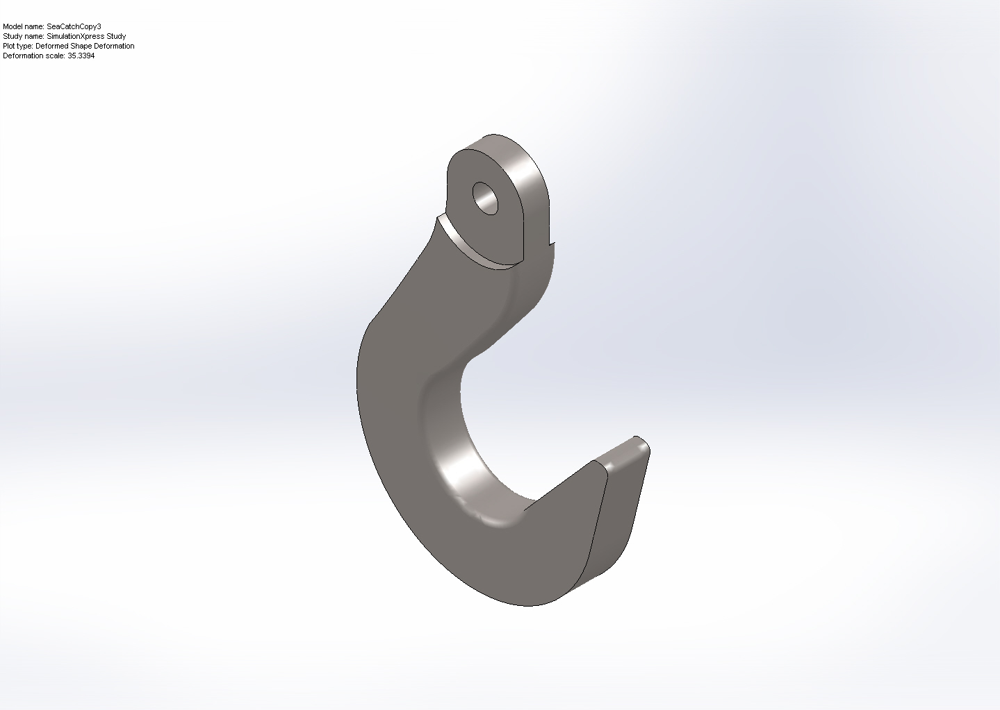 Model name: SeaCatchCopy3
Study name: SimulationXpress Study
Plot type: Deformed Shape Deformation
Deformation scale: 35.3394